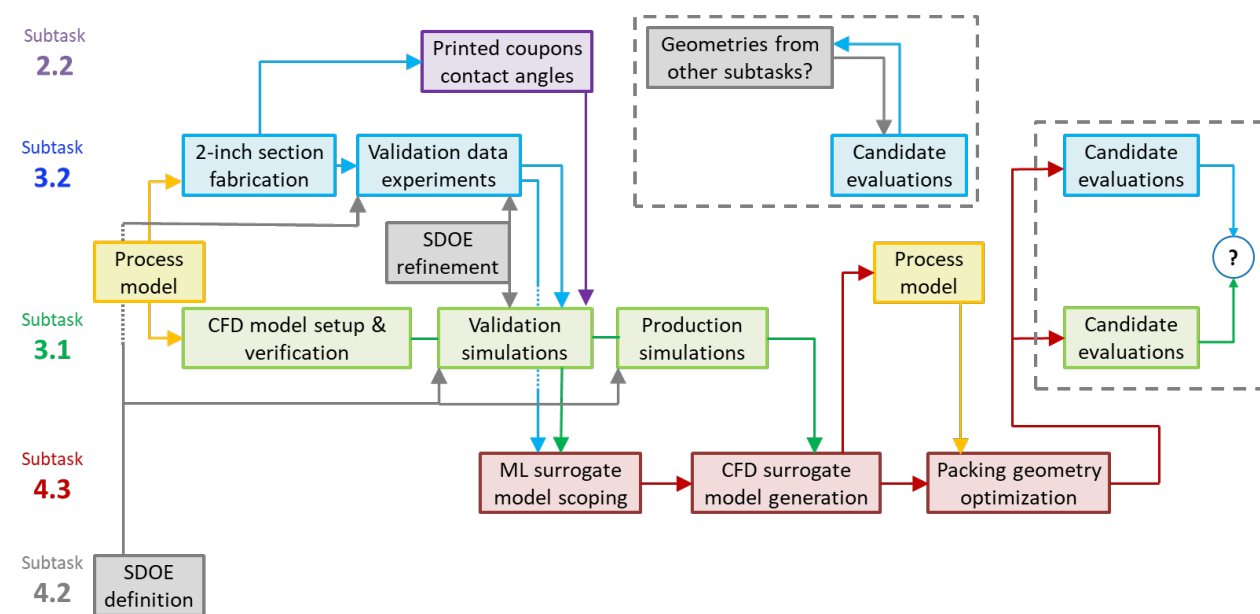 Subtask
2.2
Printed coupons
contact angles
Geometries from
other subtasks?
Subtask
3.2
2-inch section
fabrication
Validation data
experiments
Candidate
evaluations
Candidate
evaluations
SDOE
refinement
Process
model
Process
model
?
Subtask
3.1
CFD model setup &
verification
Validation
simulations
Production
simulations
Candidate
evaluations
Subtask
4.3
ML surrogate
model scoping
CFD surrogate
model generation
Packing geometry
optimization
Subtask
4.2
SDOE
definition